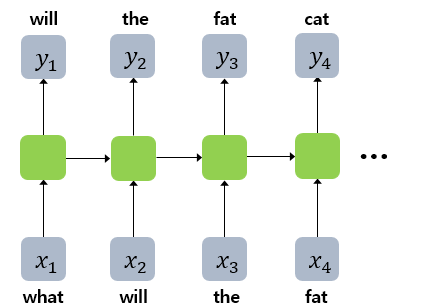 will the fat cat
y₁ y₂ y₃ y₄
...
x₁ x₂ x₃ x₄
what will the fat